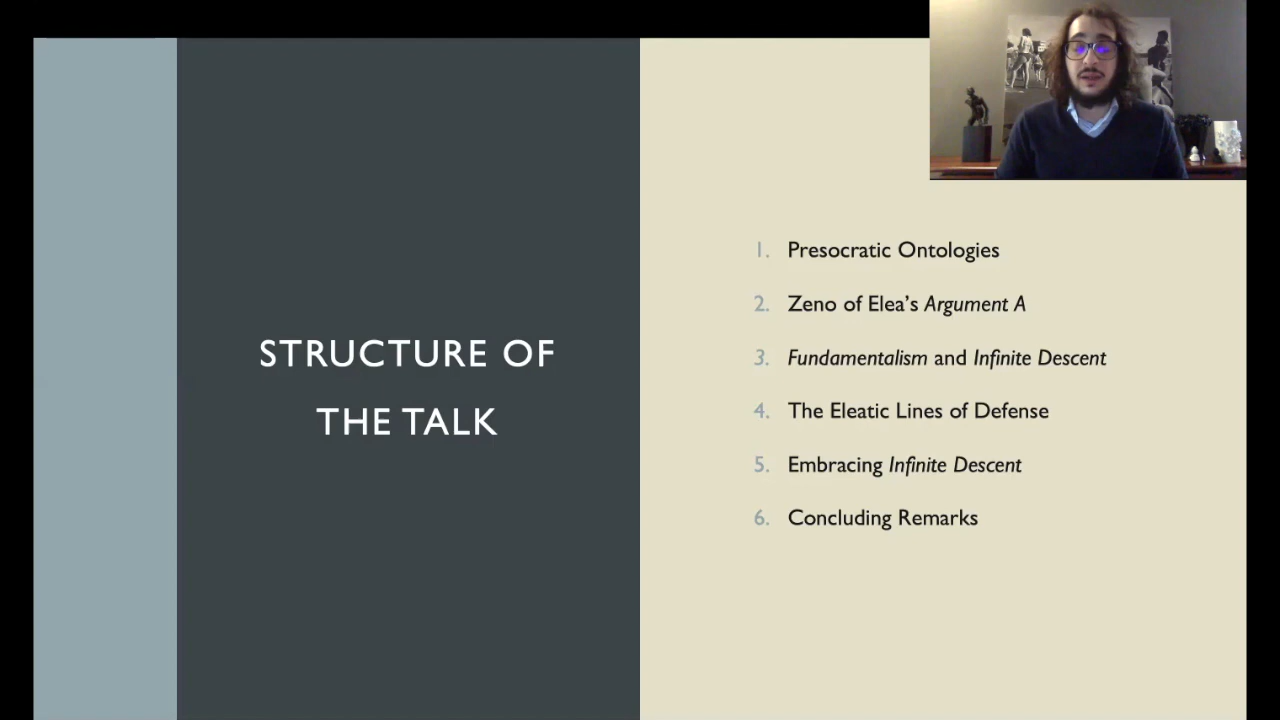 STRUCTURE OF
THE TALK
1. Presocratic Ontologies
2. Zeno of Elea’s Argument A
3. Fundamentalism and Infinite Descent
4. The Eleatic Lines of Defense
5. Embracing Infinite Descent
6. Concluding Remarks